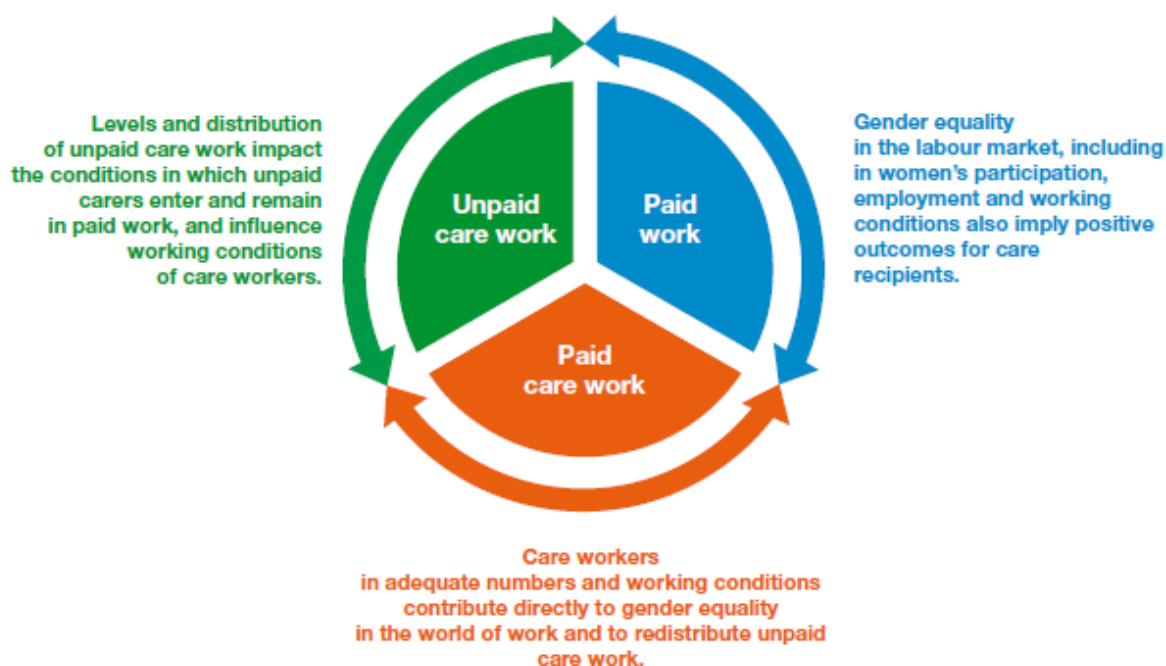 Levels and distribution
of unpaid care work impact
the conditions in which unpaid
carers enter and remain
in paid work, and influence
working conditions
of care workers.
Unpaid
care work
Paid
work
Gender equality
in the labour market, including
in women's participation,
employment and working
conditions also imply positive
outcomes for care
recipients.
Paid
care work
Care workers
in adequate numbers and working conditions
contribute directly to gender equality
in the world of work and to redistribute unpaid
care work.